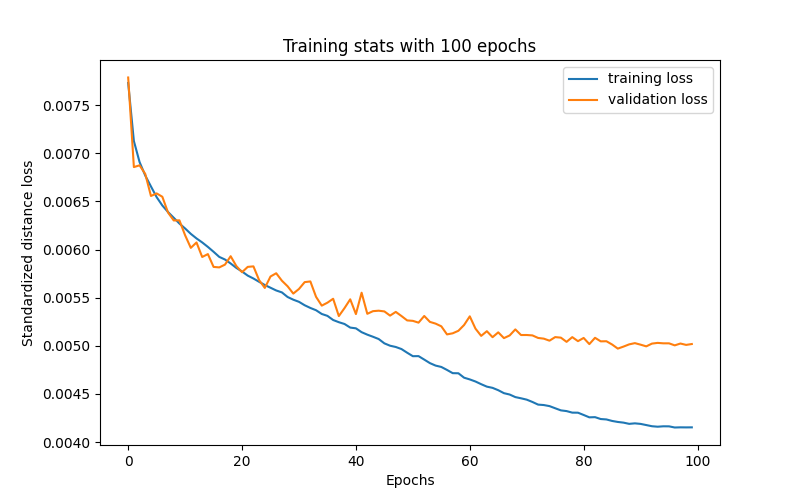 Training stats with 100 epochs
training loss
validation loss
Standardized distance loss
0.0075
0.0070
0.0065
0.0060
0.0055
0.0050
0.0045
0.0040
0 20 40 60 80 100
Epochs